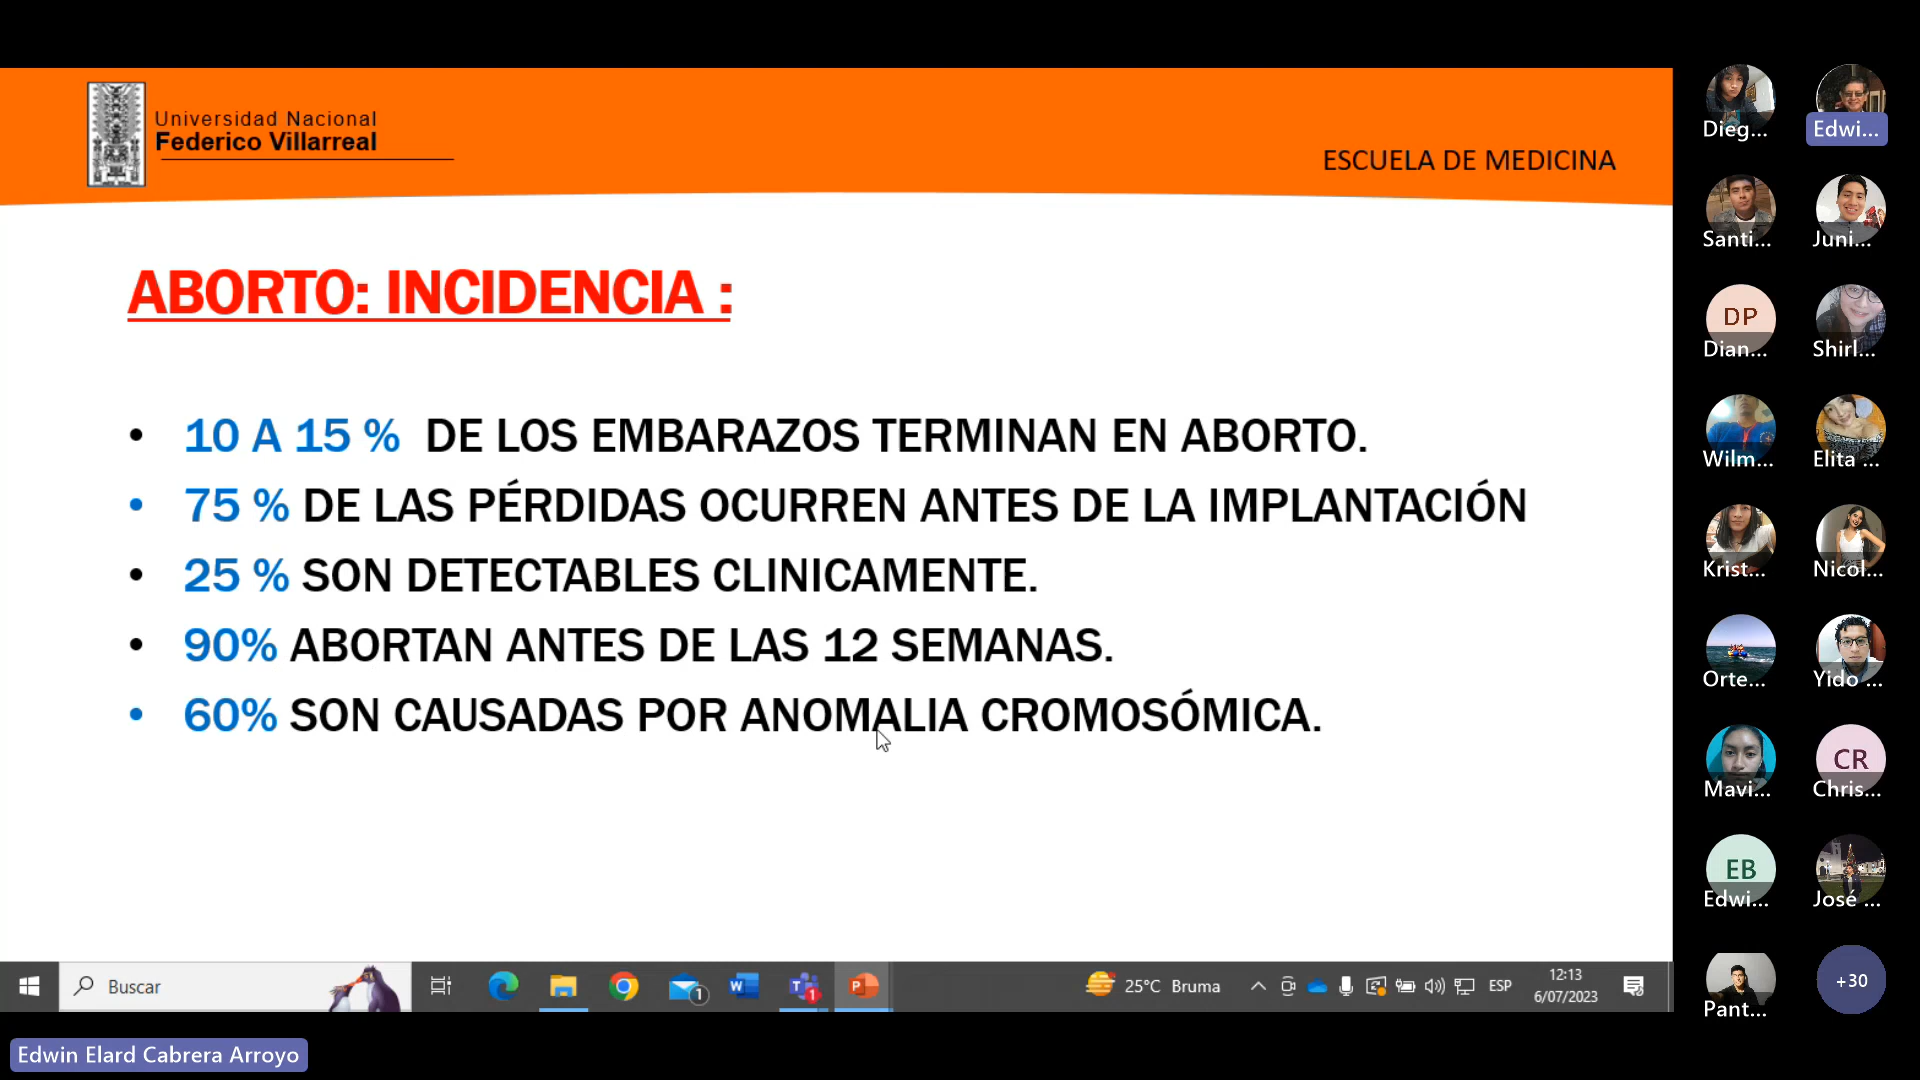 Universidad Nacional
Federico Villarreal
ESCUELA DE MEDICINA
ABORTO: INCIDENCIA :
• 10 A 15 % DE LOS EMBARAZOS TERMINAN EN ABORTO.
• 75 % DE LAS PÉRDIDAS OCURREN ANTES DE LA IMPLANTACIÓN
• 25 % SON DETECTABLES CLINICAMENTE.
• 90% ABORTAN ANTES DE LAS 12 SEMANAS.
• 60% SON CAUSADAS POR ANOMALIA CROMOSÓMICA.
Dieg...
Edwi...
Santi...
Juni...
DP
Dian...
Shirl...
Wilm...
Elita ...
Krist...
Nicol...
Orte...
Yido ...
Mavi...
CR
Chris...
EB
Edwi...
José ...
Pant...
+30
Buscar
1
1
25°C Bruma
ESP
12:13
6/07/2023
Edwin Elard Cabrera Arroyo